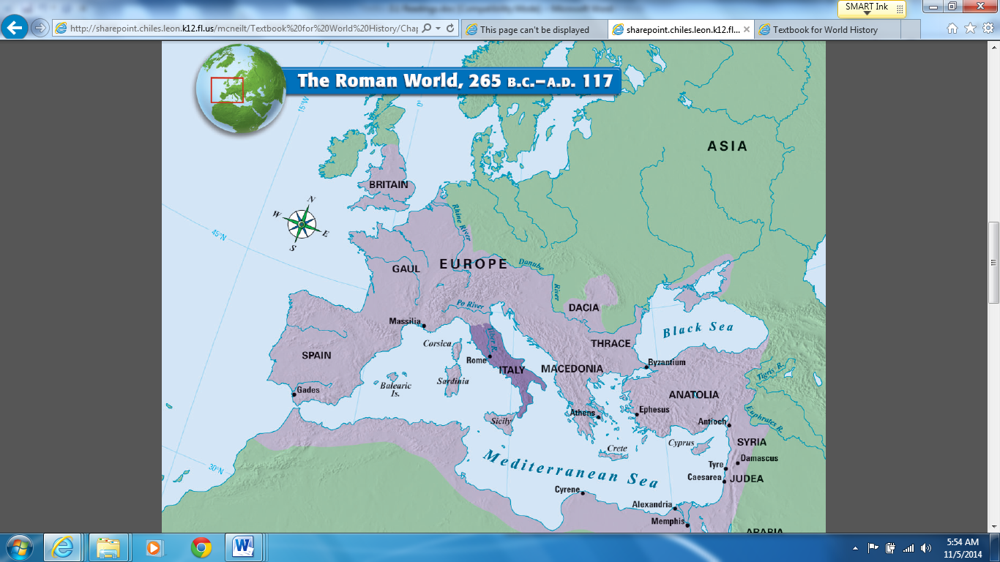 SMART Ink
http://sharepoint.chiles.leon.k12.fl.us/mcneilt/Textbook%20for%20World%20History/Chap
This page can't be displayed
sharepoint.chiles.leon.k12.fl...
Textbook for World History
The Roman World, 265 B.C.–A.D. 117
15°W
0°
ASIA
BRITAIN
N
W
E
S
45°N
Rhine River
EUROPE
Danube
River
GAUL
DACIA
Po River
Massilia
Black Sea
Corsica
Tiber R.
THRACE
SPAIN
Rome
ITALY
MACEDONIA
Byzantium
Tigris R.
Balearic
Is.
Sardinia
Gades
ANATOLIA
Athens
Ephesus
Euphrates R.
Sicily
Antioch
Crete
Cyprus
SYRIA
Mediterranean Sea
Damascus
Tyre
30°N
Caesarea
JUDEA
Cyrene
Alexandria
Memphis
ARABIA
5:54 AM
11/5/2014